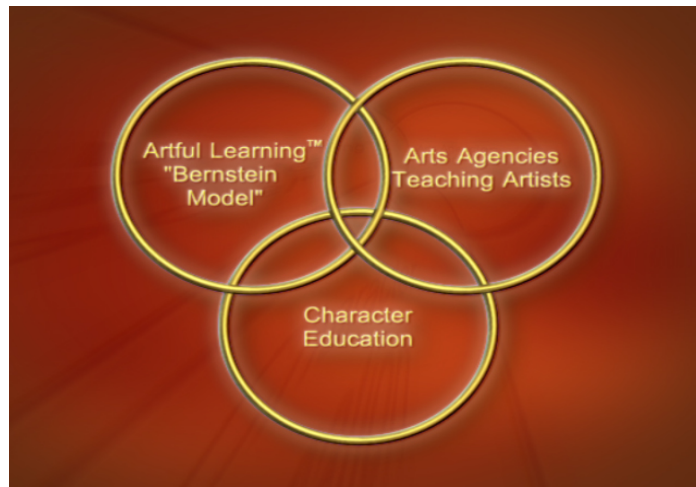 Artful Learning™
"Bernstein
Model"
Arts Agencies
Teaching Artists
Character
Education